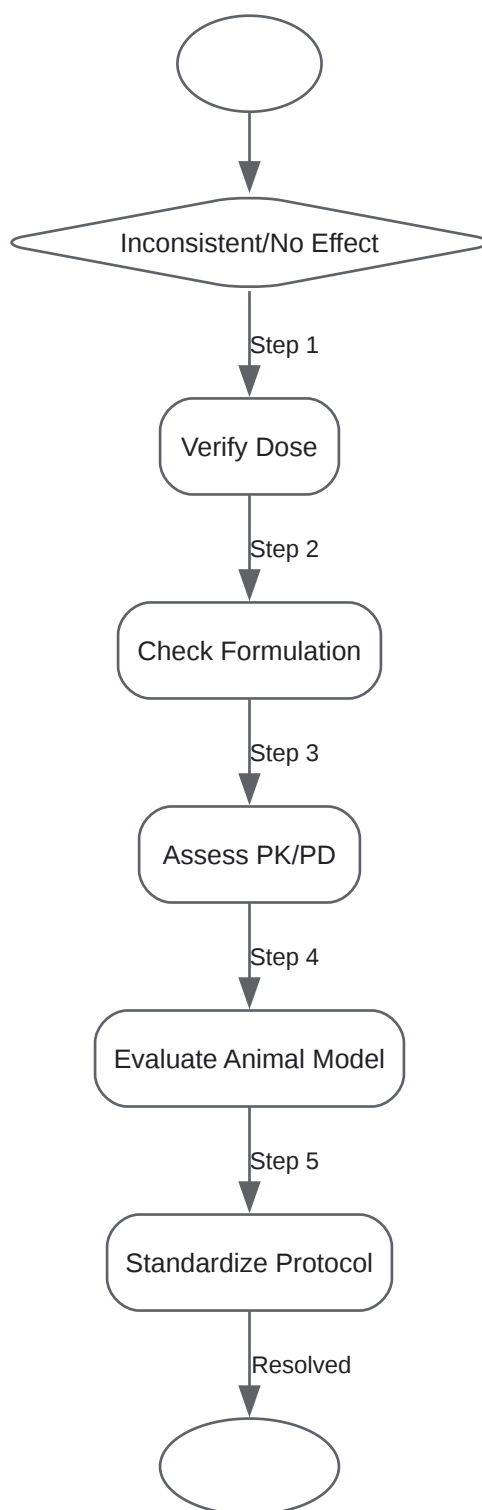 Inconsistent/No Effect
Step 1
Verify Dose
Step 2
Check Formulation
Step 3
Assess PK/PD
Step 4
Evaluate Animal Model
Step 5
Standardize Protocol
Resolved